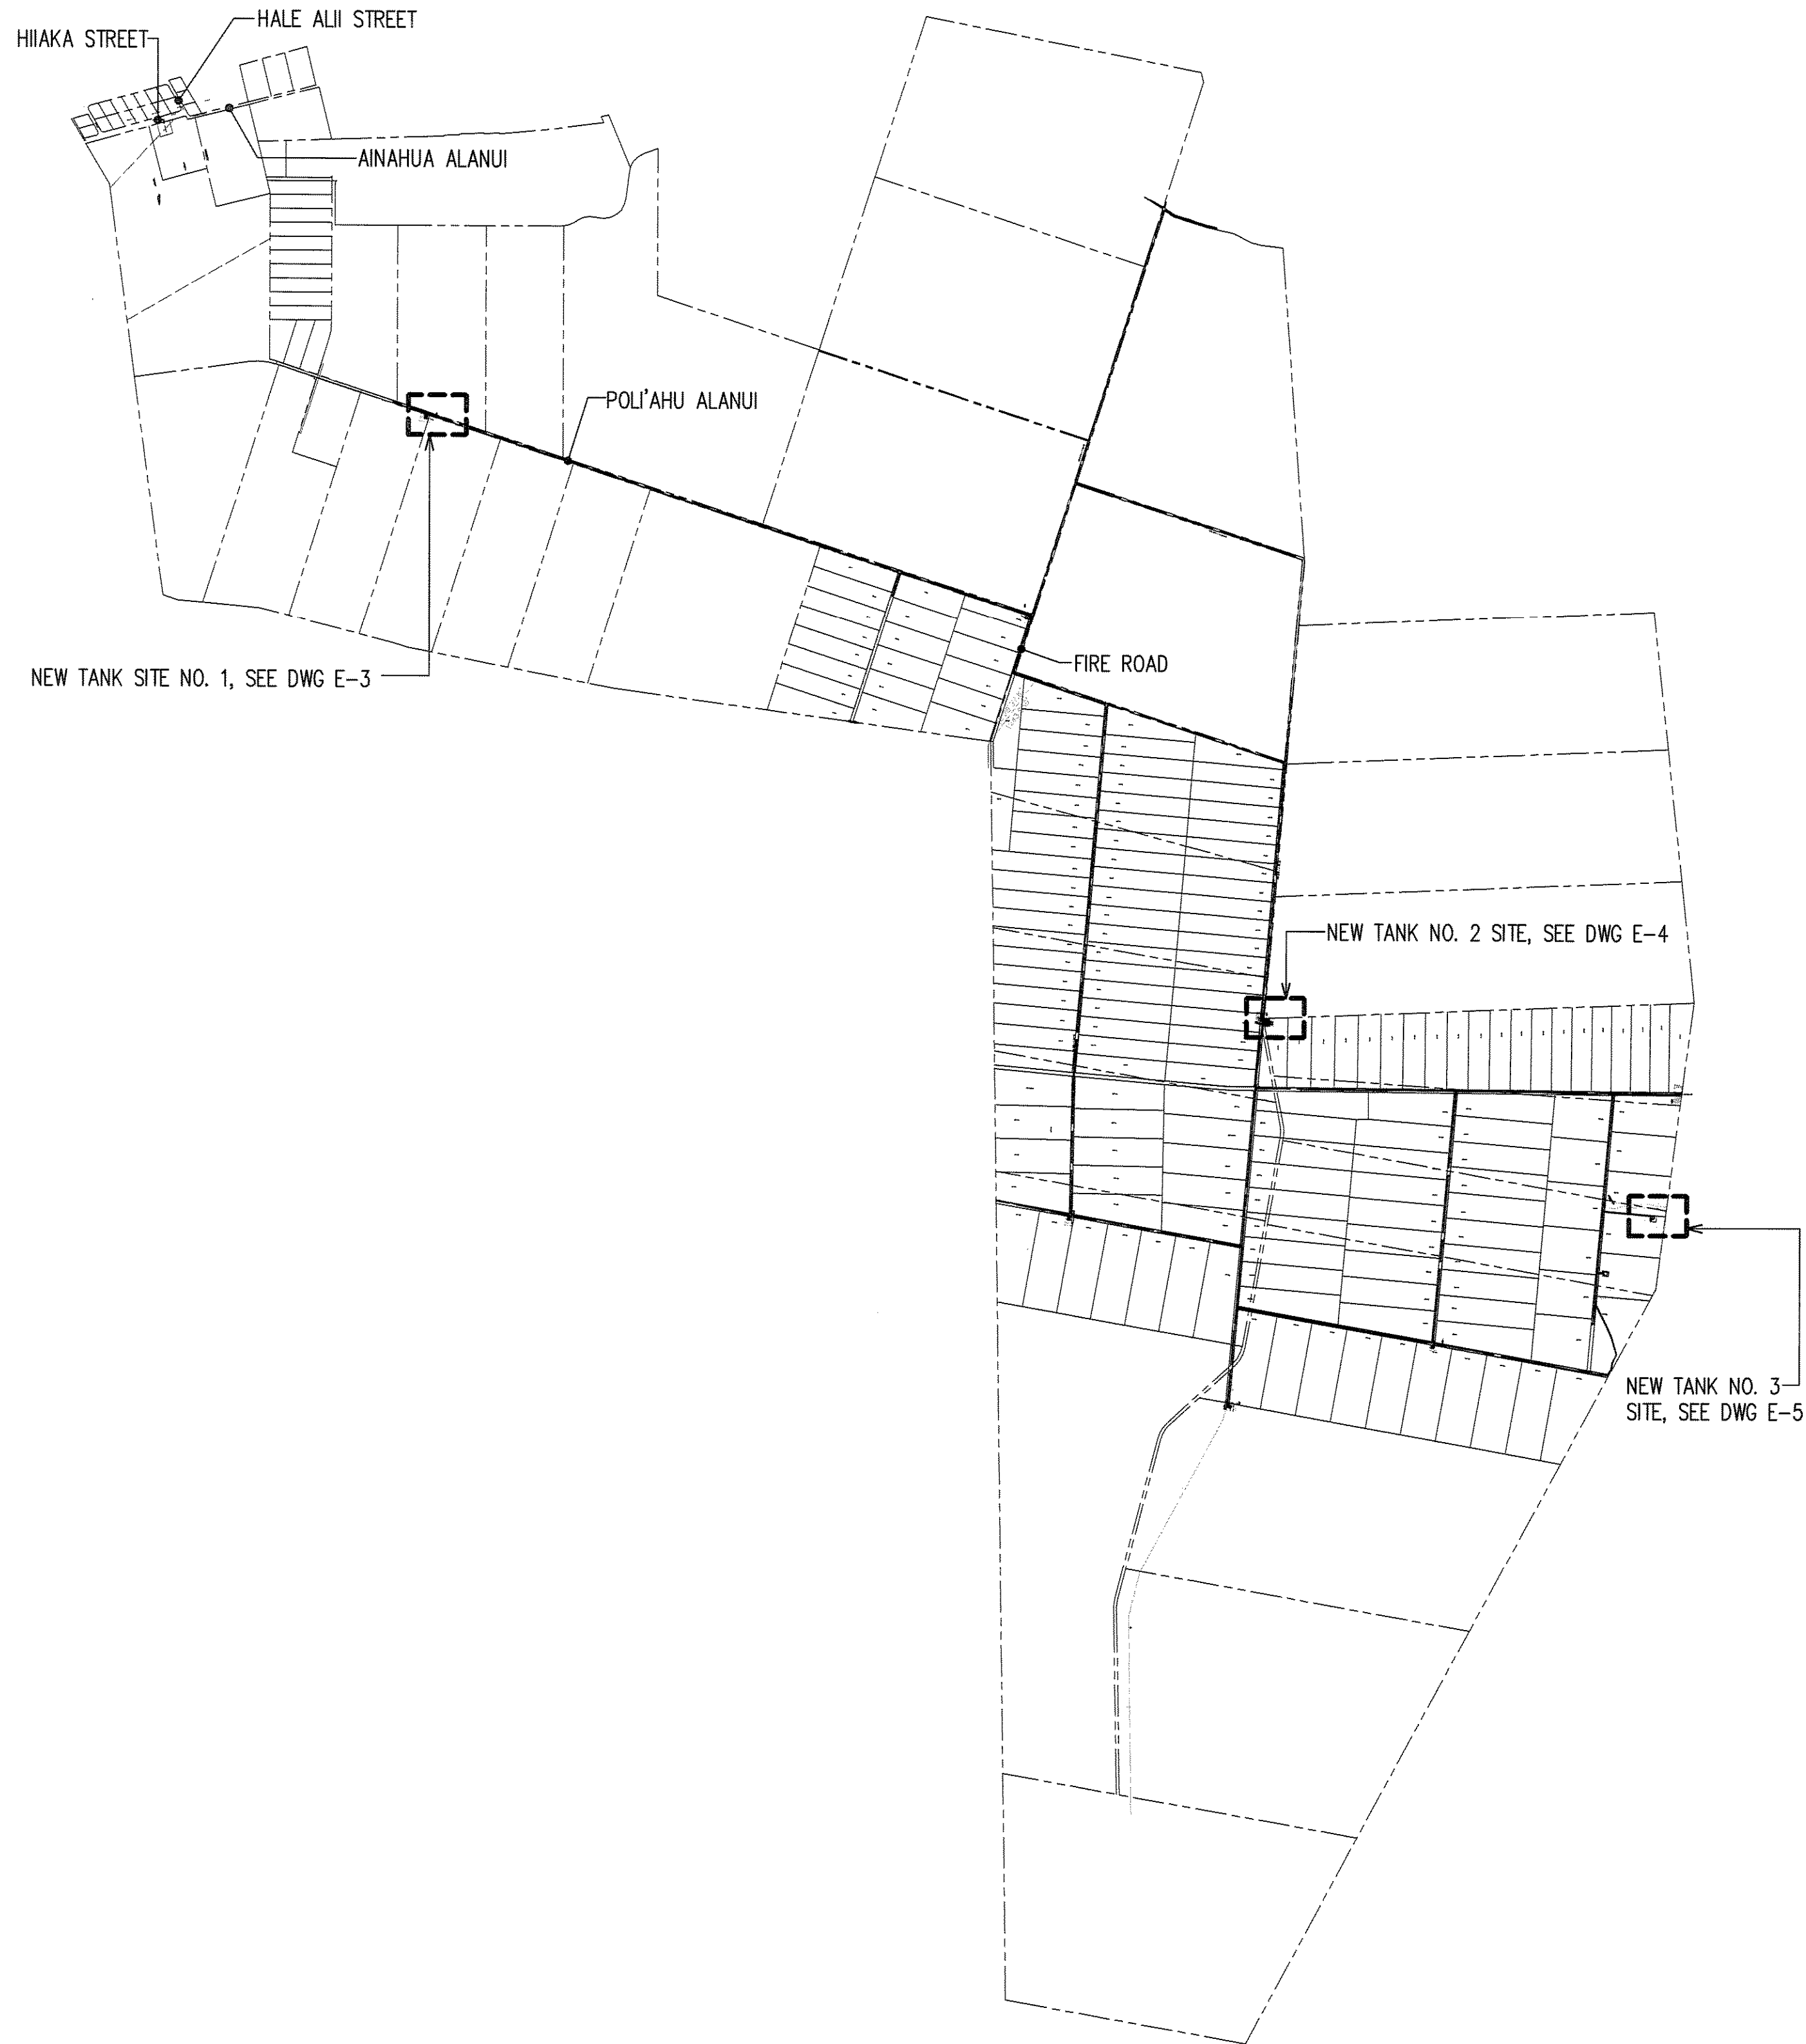 HALE ALII STREET
HIIAKA STREET
AINAHUA ALANUI
POLI'AHU ALANUI
FIRE ROAD
NEW TANK SITE NO. 1, SEE DWG E-3
NEW TANK NO. 2 SITE, SEE DWG E-4
NEW TANK NO. 3
SITE, SEE DWG E-5